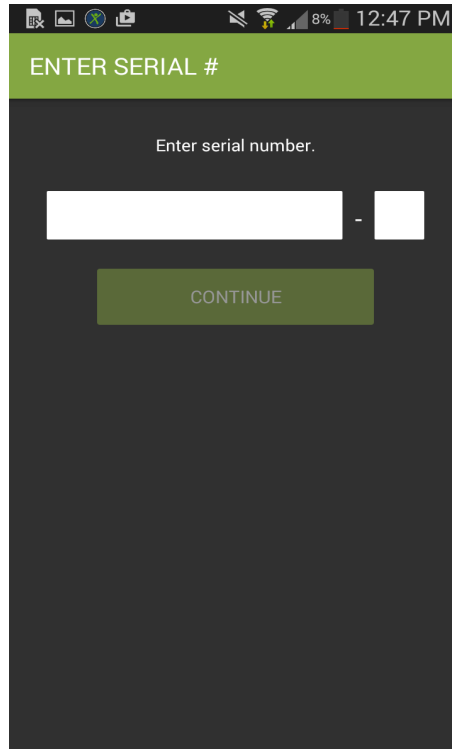 8% 12:47 PM
ENTER SERIAL #
Enter serial number.
-
CONTINUE